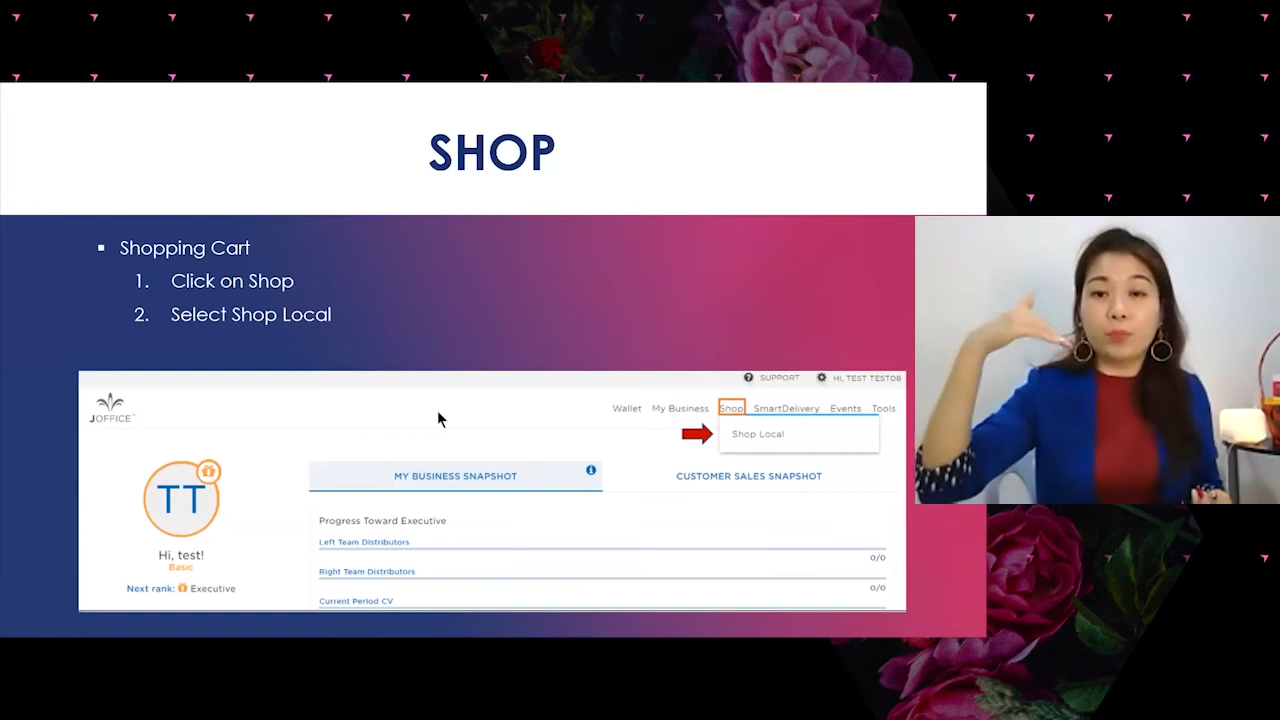 SHOP
▪ Shopping Cart
1. Click on Shop
2. Select Shop Local
SUPPORT HI, TEST TEST08
JOFFICE
Wallet My Business Shop SmartDelivery Events Tools
Shop Local
MY BUSINESS SNAPSHOT CUSTOMER SALES SNAPSHOT
TT
Hi, test!
Basic
Next rank: Executive
Progress Toward Executive
Left Team Distributors
0/0
Right Team Distributors
0/0
Current Period CV